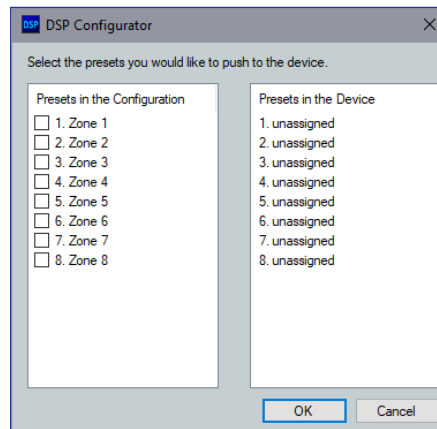 DSP DSP Configurator
Select the presets you would like to push to the device.
Presets in the Configuration
1. Zone 1
2. Zone 2
3. Zone 3
4. Zone 4
5. Zone 5
6. Zone 6
7. Zone 7
8. Zone 8
Presets in the Device
1. unassigned
2. unassigned
3. unassigned
4. unassigned
5. unassigned
6. unassigned
7. unassigned
8. unassigned
OK Cancel